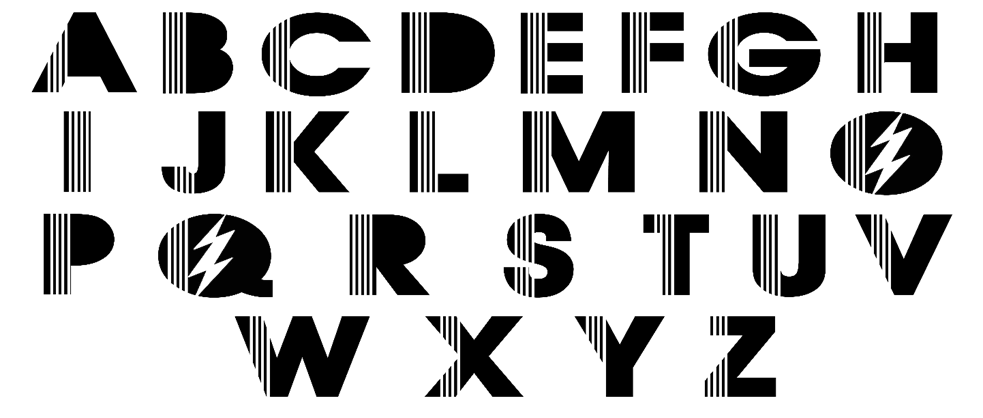 ABCDEFGH
IJKLMNO
PQRSTUV
WXYZ